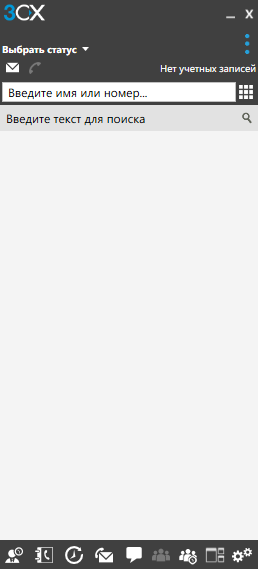 3CX
Выбрать статус
Нет учетных записей
Введите имя или номер...
Введите текст для поиска